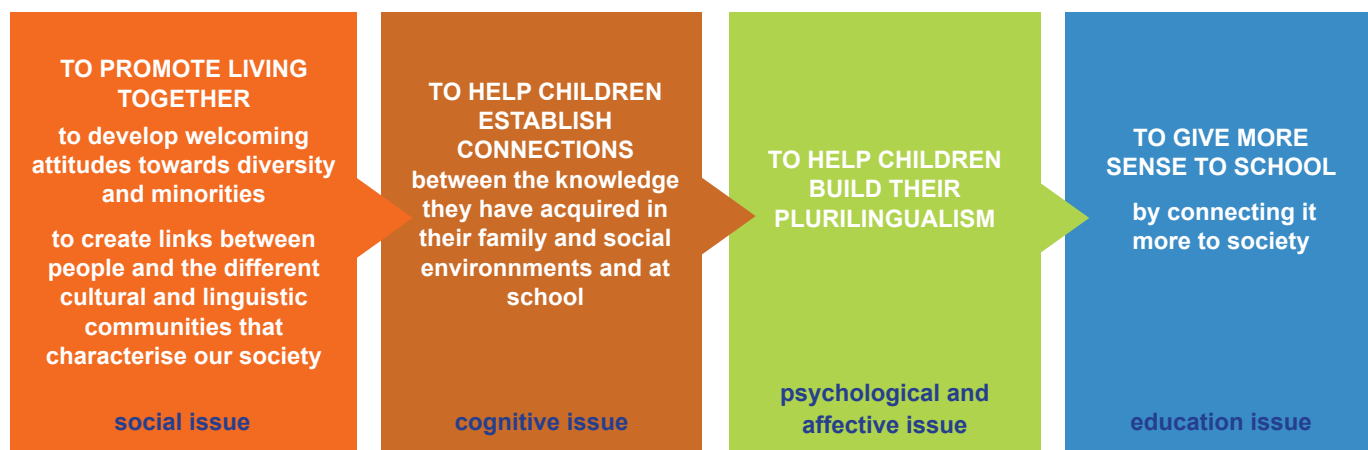 TO PROMOTE LIVING
TOGETHER
to develop welcoming
attitudes towards diversity
and minorities
to create links between
people and the different
cultural and linguistic
communities that
characterise our society
social issue
TO HELP CHILDREN
ESTABLISH
CONNECTIONS
between the knowledge
they have acquired in
their family and social
environnments and at
school
cognitive issue
TO HELP CHILDREN
BUILD THEIR
PLURILINGUALISM
psychological and
affective issue
TO GIVE MORE
SENSE TO SCHOOL
by connecting it
more to society
education issue